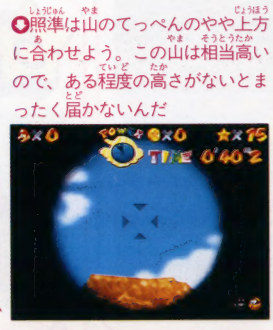 照準は山のてっぺんのやや上方
に合わせよう。この山は相当高い
ので、ある程度の高さがないとま
ったく届かないんだ
×0 POWER ×0 ★×15
TIME 0'40"2